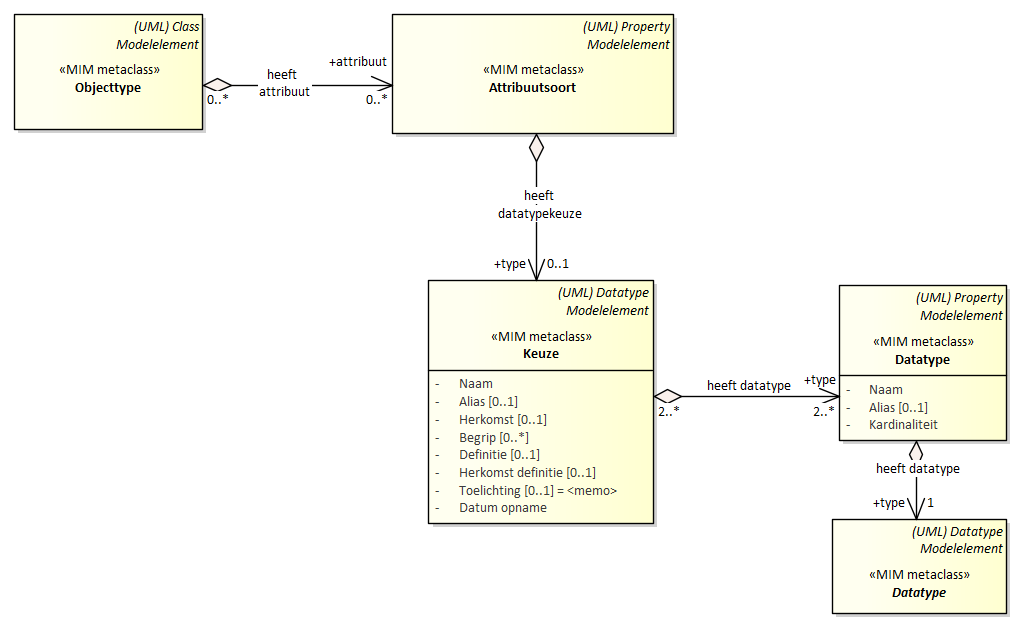 (UML) Class
Modelelement
«MIM metaclass»
Objecttype
heeft
attribuut
+attribuut
0..*
0..*
(UML) Property
Modelelement
«MIM metaclass»
Attribuutsoort
heeft
datatypekeuze
+type
0..1
(UML) Datatype
Modelelement
«MIM metaclass»
Keuze
- Naam
- Alias [0..1]
- Herkomst [0..1]
- Begrip [0..*]
- Definitie [0..1]
- Herkomst definitie [0..1]
- Toelichting [0..1] = <memo>
- Datum opname
heeft datatype
+type
2..*
2..*
(UML) Property
Modelelement
«MIM metaclass»
Datatype
- Naam
- Alias [0..1]
- Kardinaliteit
heeft datatype
+type
1
(UML) Datatype
Modelelement
«MIM metaclass»
Datatype